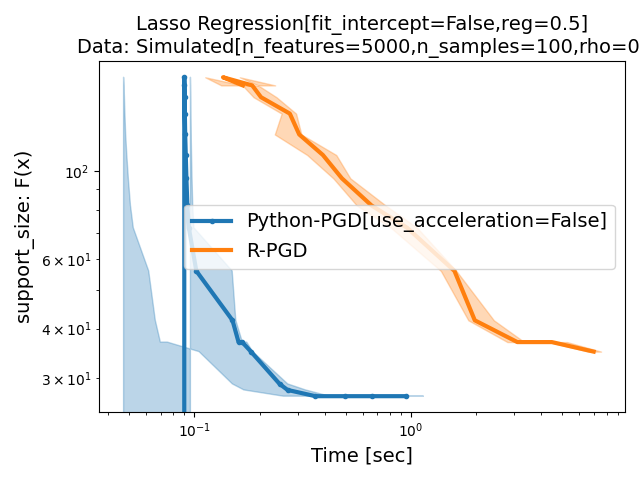 Lasso Regression[fit_intercept=False,reg=0.5]
Data: Simulated[n_features=5000,n_samples=100,rho=0
support_size: F(x)
10²
6 × 10¹
4 × 10¹
3 × 10¹
Python-PGD[use_acceleration=False]
R-PGD
10⁻¹
10⁰
Time [sec]